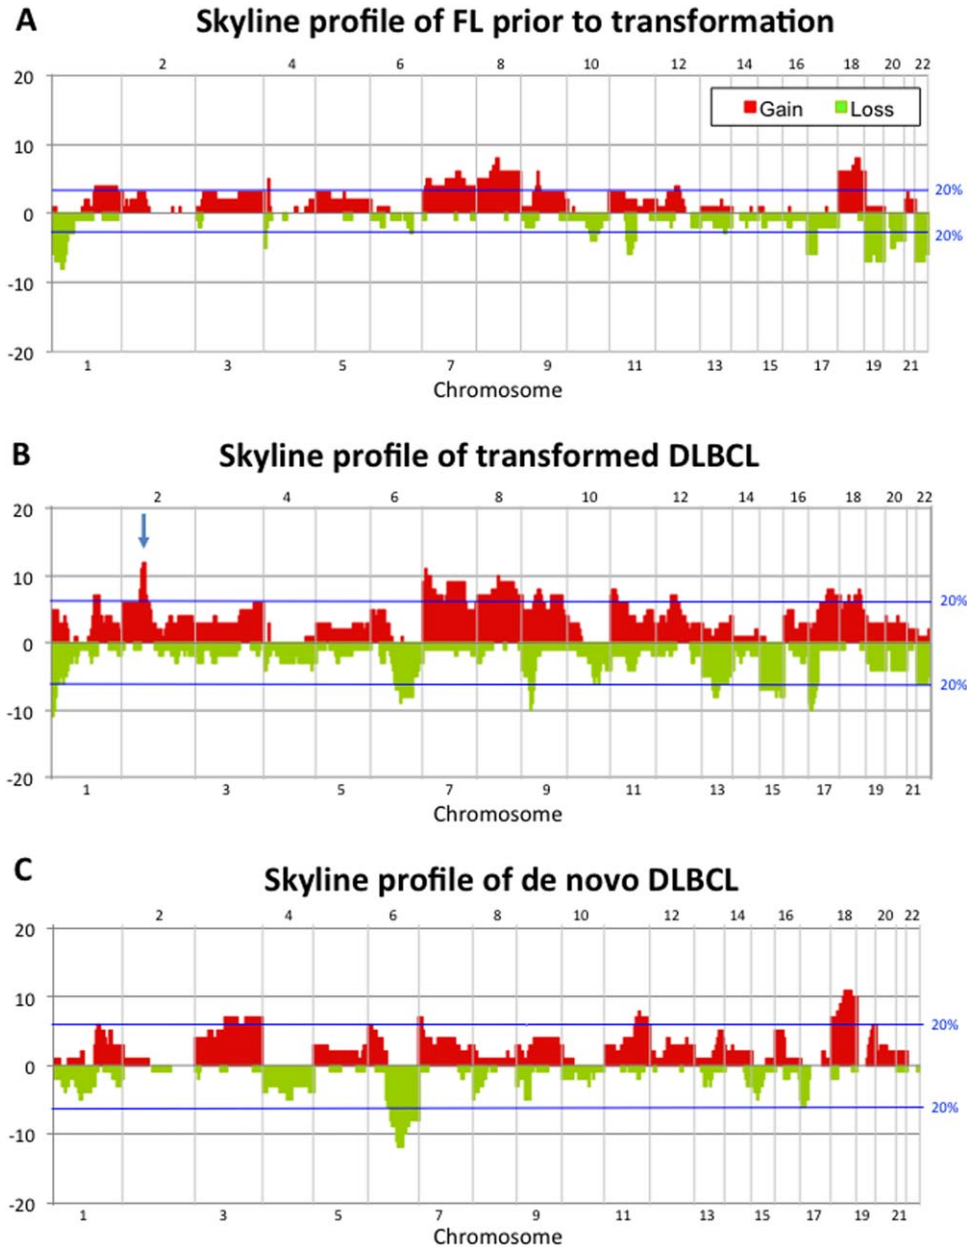 A
Skyline profile of FL prior to transformation
2 4 6 8 10 12 14 16 18 20 22
20
Gain Loss
10
20%
0
20%
-10
-20
1 3 5 7 9 11 13 15 17 19 21
Chromosome
B
Skyline profile of transformed DLBCL
2 4 6 8 10 12 14 16 18 20 22
20
10
20%
0
20%
-10
-20
1 3 5 7 9 11 13 15 17 19 21
Chromosome
C
Skyline profile of de novo DLBCL
2 4 6 8 10 12 14 16 18 20 22
20
10
20%
0
20%
-10
-20
1 3 5 7 9 11 13 15 17 19 21
Chromosome